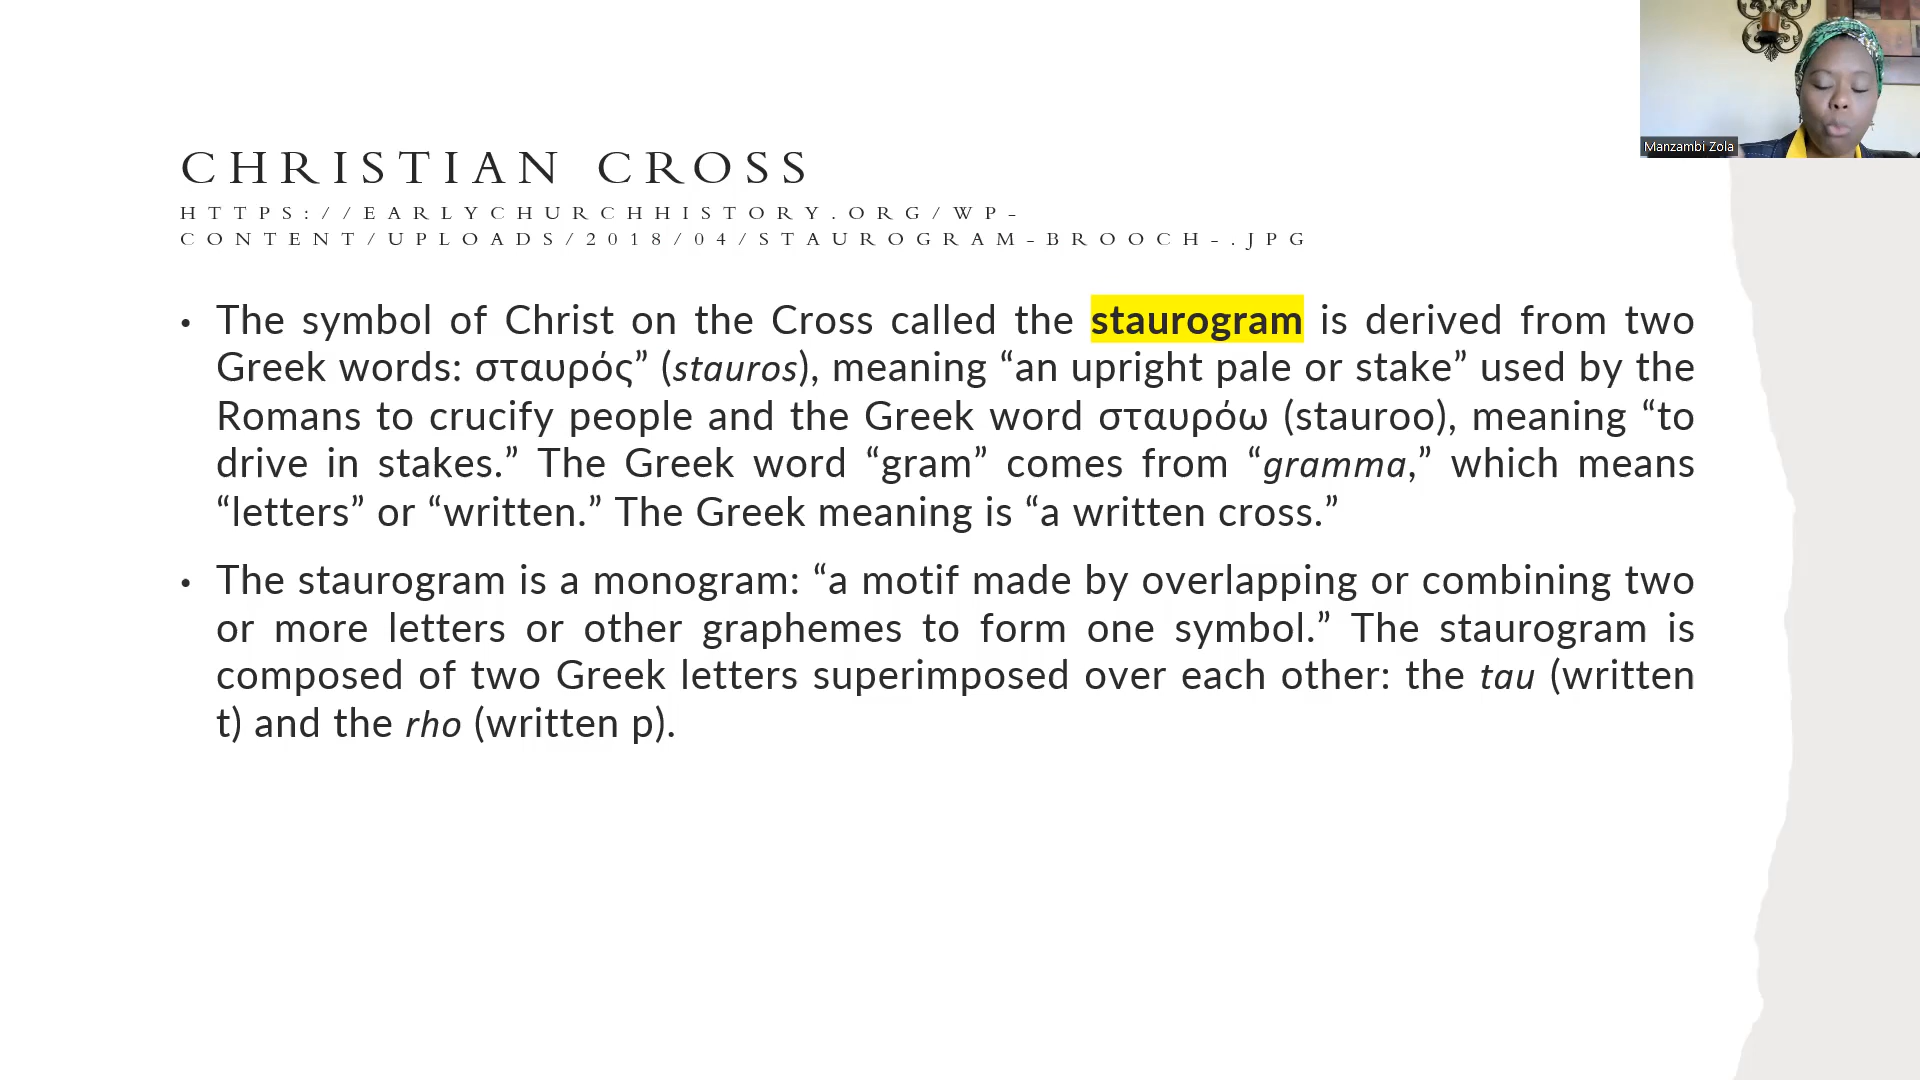 CHRISTIAN CROSS
HTTPS://EARLYCHURCHHISTORY.ORG/WP-
CONTENT/UPLOADS/2018/04/STAUROGRAM-BROOCH-.JPG
• The symbol of Christ on the Cross called the staurogram is derived from two
Greek words: σταυρός” (stauros), meaning “an upright pale or stake” used by the
Romans to crucify people and the Greek word σταυρόω (stauroo), meaning “to
drive in stakes.” The Greek word “gram” comes from “gramma,” which means
“letters” or “written.” The Greek meaning is “a written cross.”
• The staurogram is a monogram: “a motif made by overlapping or combining two
or more letters or other graphemes to form one symbol.” The staurogram is
composed of two Greek letters superimposed over each other: the tau (written
t) and the rho (written p).
Manzambi Zola